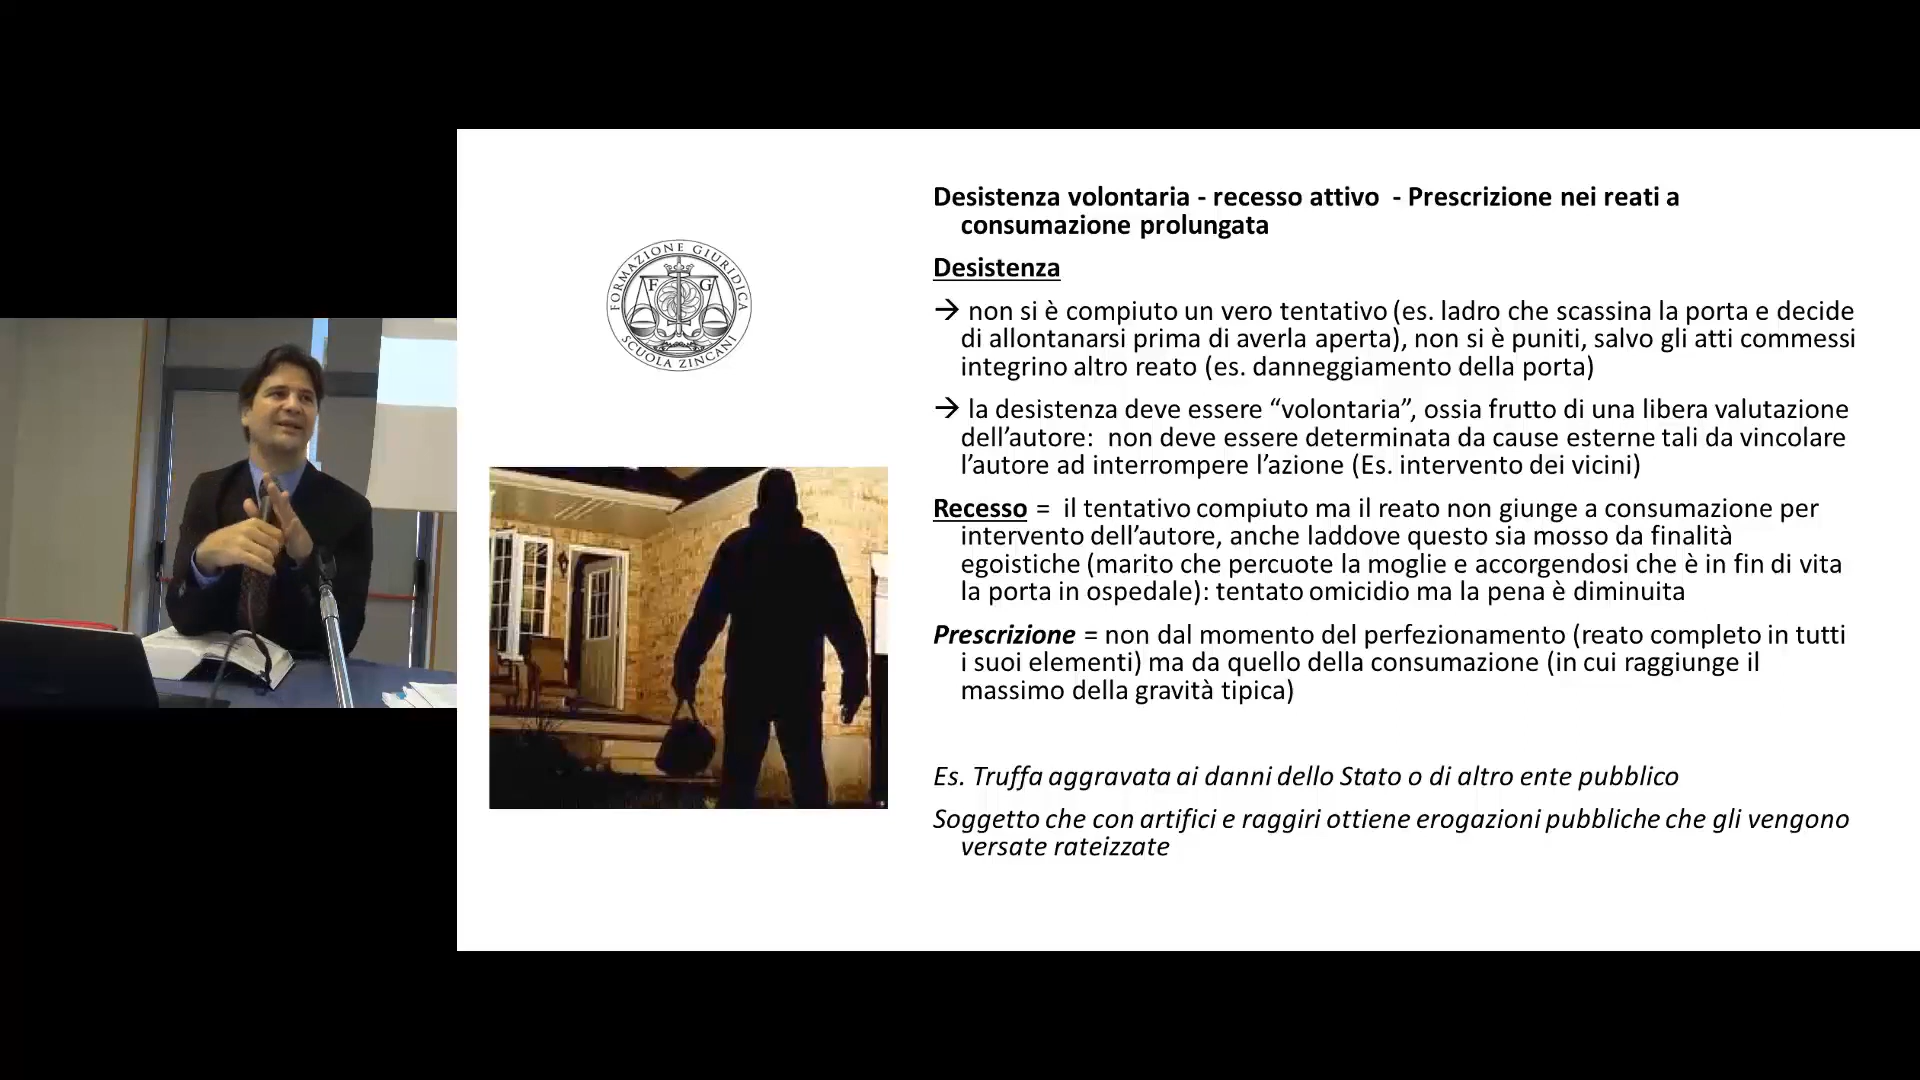 FORMAZIONE GIURIDICA
F G
SCUOLA ZINCANI
Desistenza volontaria - recesso attivo  - Prescrizione nei reati a
consumazione prolungata
Desistenza
→ non si è compiuto un vero tentativo (es. ladro che scassina la porta e decide
di allontanarsi prima di averla aperta), non si è puniti, salvo gli atti commessi
integrino altro reato (es. danneggiamento della porta)
→ la desistenza deve essere “volontaria”, ossia frutto di una libera valutazione
dell’autore:  non deve essere determinata da cause esterne tali da vincolare
l’autore ad interrompere l’azione (Es. intervento dei vicini)
Recesso =  il tentativo compiuto ma il reato non giunge a consumazione per
intervento dell’autore, anche laddove questo sia mosso da finalità
egoistiche (marito che percuote la moglie e accorgendosi che è in fin di vita
la porta in ospedale): tentato omicidio ma la pena è diminuita
Prescrizione = non dal momento del perfezionamento (reato completo in tutti
i suoi elementi) ma da quello della consumazione (in cui raggiunge il
massimo della gravità tipica)
Es. Truffa aggravata ai danni dello Stato o di altro ente pubblico
Soggetto che con artifici e raggiri ottiene erogazioni pubbliche che gli vengono
versate rateizzate